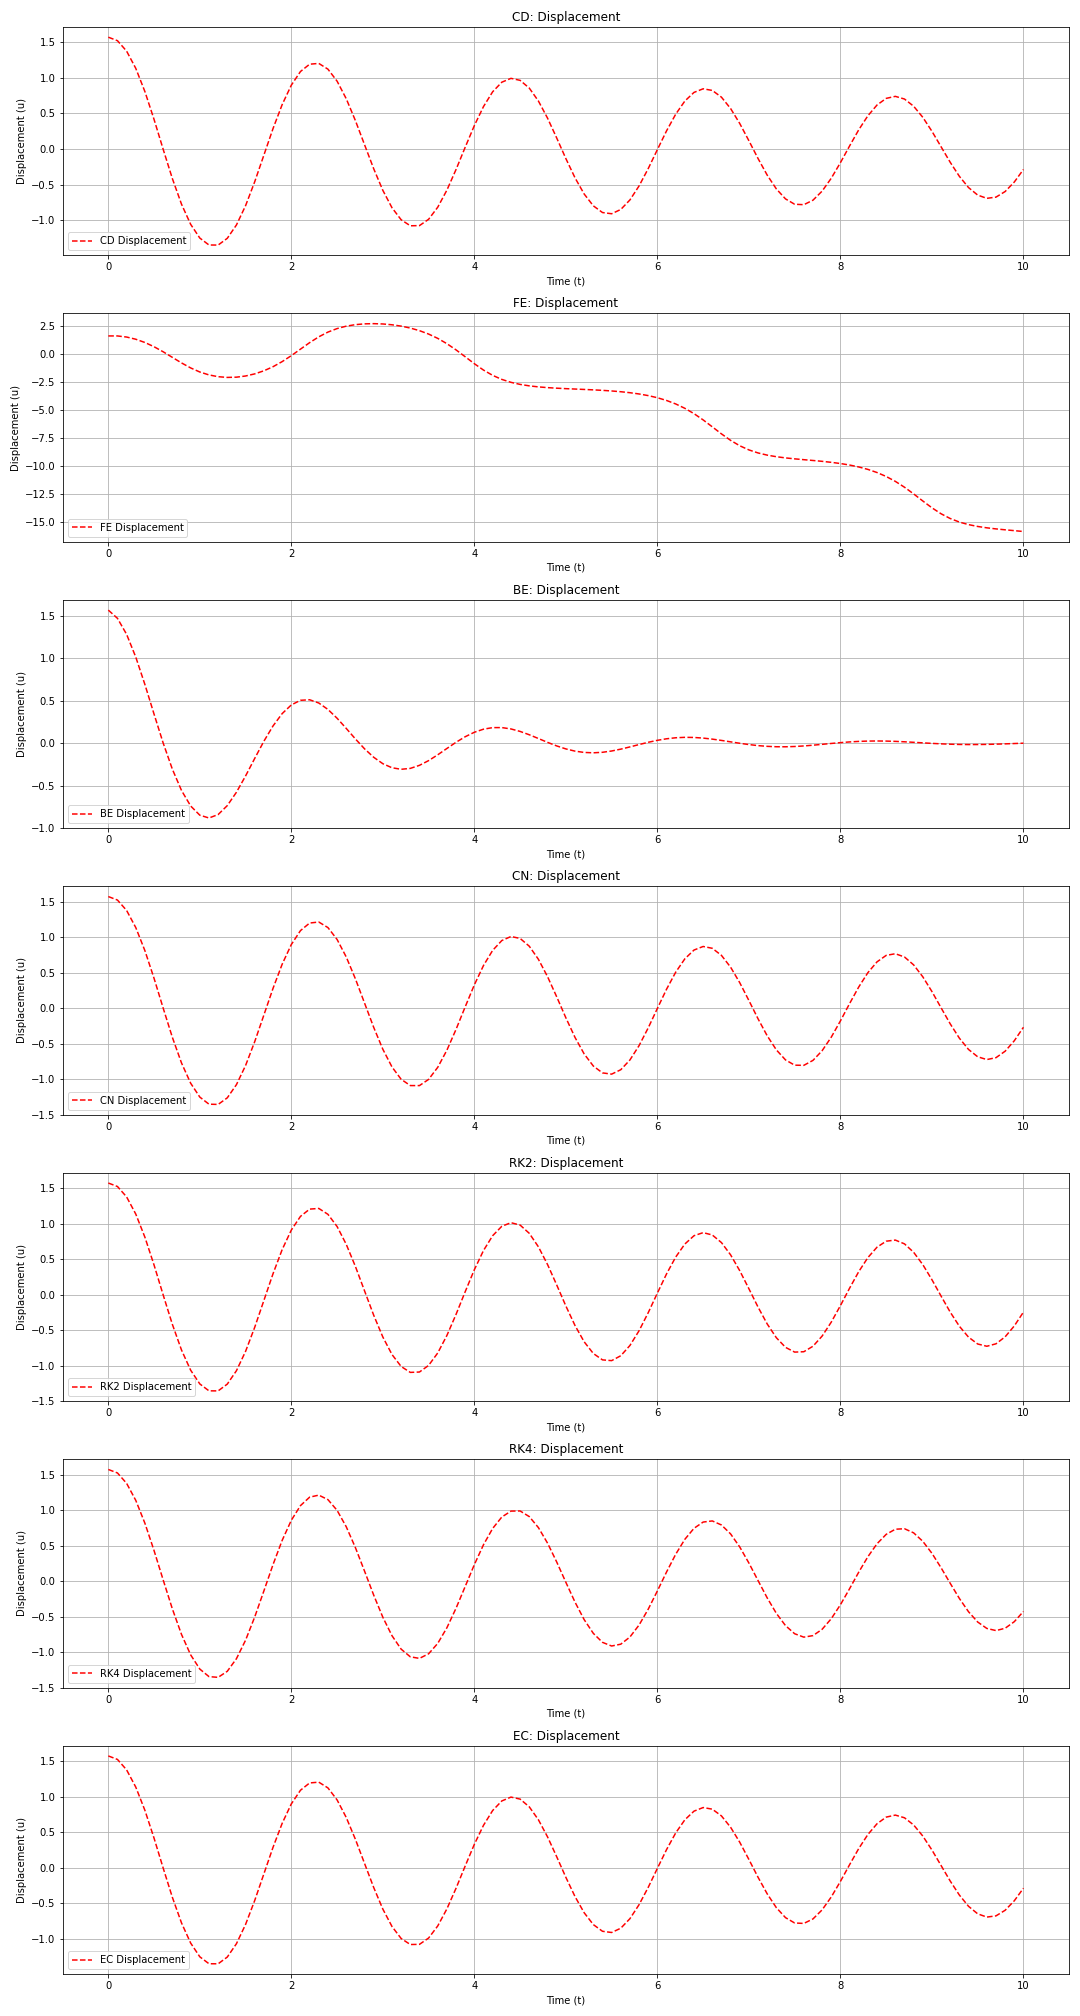 CD: Displacement
1.5
1.0
0.5
0.0
−0.5
−1.0
Displacement (u)
CD Displacement
0 2 4 6 8 10
Time (t)
FE: Displacement
2.5
0.0
−2.5
−5.0
−7.5
−10.0
−12.5
−15.0
Displacement (u)
FE Displacement
0 2 4 6 8 10
Time (t)
BE: Displacement
1.5
1.0
0.5
0.0
−0.5
−1.0
Displacement (u)
BE Displacement
0 2 4 6 8 10
Time (t)
CN: Displacement
1.5
1.0
0.5
0.0
−0.5
−1.0
−1.5
Displacement (u)
CN Displacement
0 2 4 6 8 10
Time (t)
RK2: Displacement
1.5
1.0
0.5
0.0
−0.5
−1.0
−1.5
Displacement (u)
RK2 Displacement
0 2 4 6 8 10
Time (t)
RK4: Displacement
1.5
1.0
0.5
0.0
−0.5
−1.0
−1.5
Displacement (u)
RK4 Displacement
0 2 4 6 8 10
Time (t)
EC: Displacement
1.5
1.0
0.5
0.0
−0.5
−1.0
Displacement (u)
EC Displacement
0 2 4 6 8 10
Time (t)